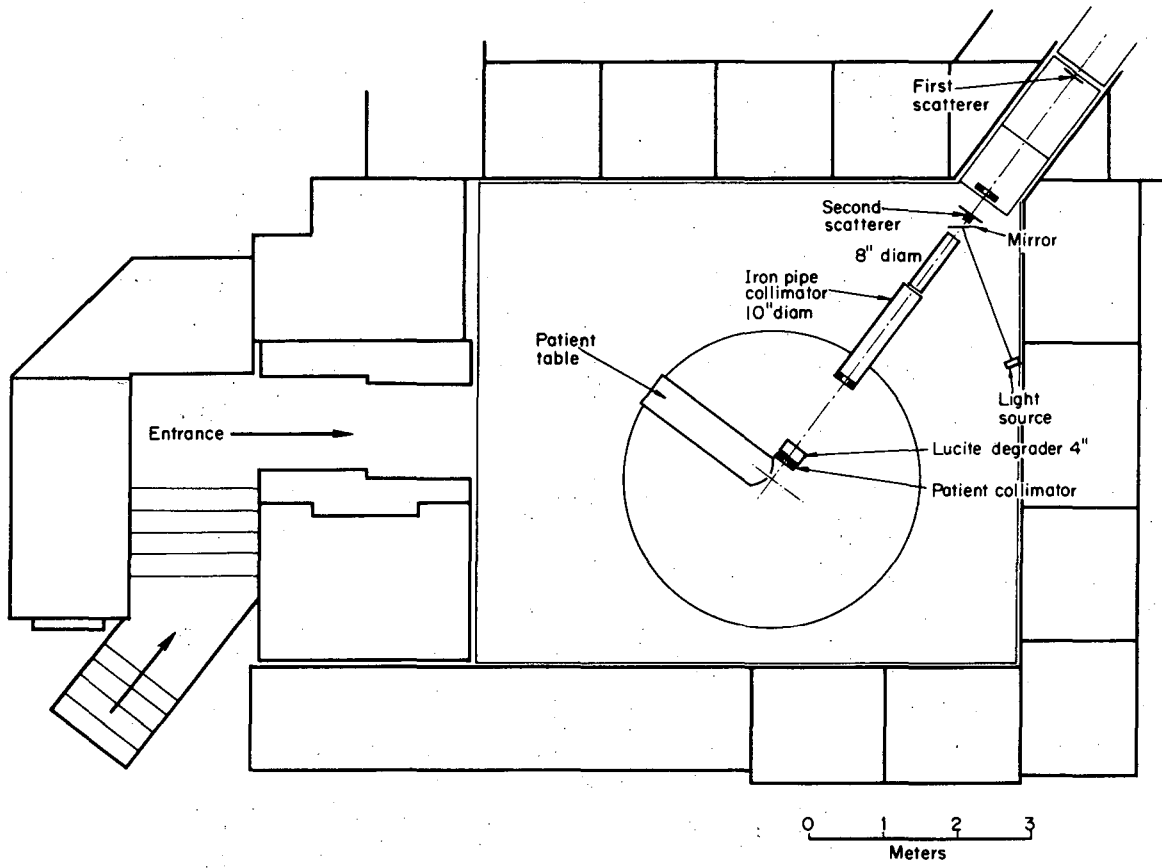 First
scatterer
Second
scatterer
Mirror
8" diam
Iron pipe
collimator
10" diam
Patient
table
Light
source
Entrance
Lucite degrader 4"
Patient collimator
0 1 2 3
Meters